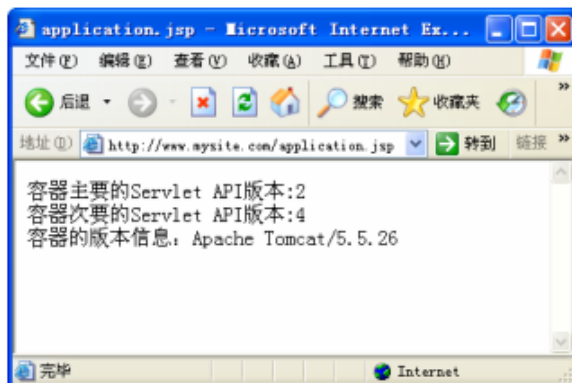 application.jsp - Microsoft Internet Ex...
文件(F) 编辑(E) 查看(V) 收藏(A) 工具(T) 帮助(H)
后退 搜索 收藏夹 »
地址(D) http://www.mysite.com/application.jsp 转到 链接 »
容器主要的Servlet API版本:2
容器次要的Servlet API版本:4
容器的版本信息：Apache Tomcat/5.5.26
完毕 Internet